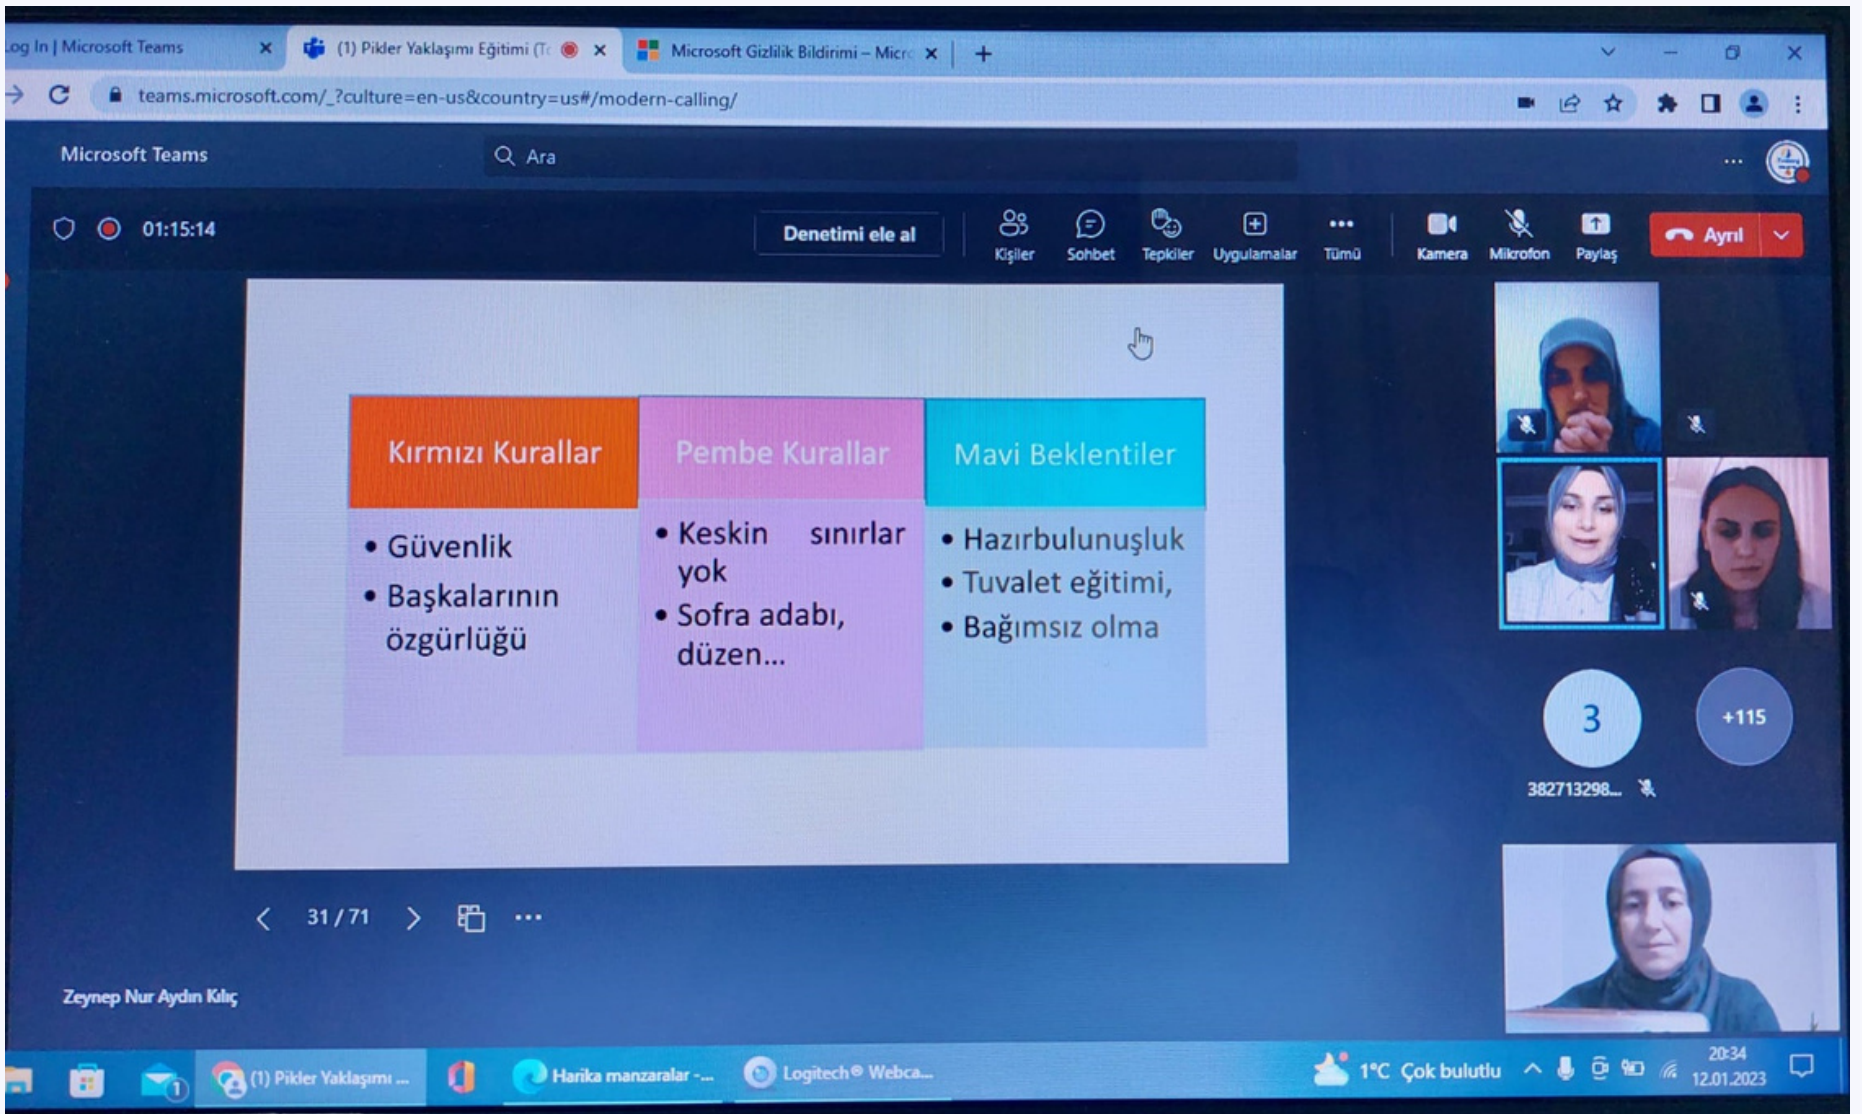 Log In | Microsoft Teams
(1) Pikler Yaklaşımı Eğitimi (To
Microsoft Gizlilik Bildirimi – Micro
teams.microsoft.com/_?culture=en-us&country=us#/modern-calling/
Microsoft Teams
Ara
01:15:14
Denetimi ele al
Kişiler
Sohbet
Tepkiler
Uygulamalar
Tümü
Kamera
Mikrofon
Paylaş
Ayrıl
Kırmızı Kurallar
• Güvenlik
• Başkalarının
özgürlüğü
Pembe Kurallar
• Keskin sınırlar
yok
• Sofra adabı,
düzen...
Mavi Beklentiler
• Hazırbulunuşluk
• Tuvalet eğitimi,
• Bağımsız olma
3
+115
382713298...
31 / 71
Zeynep Nur Aydın Kılıç
1
(1) Pikler Yaklaşımı ...
Harika manzaralar -...
Logitech® Webca...
1°C Çok bulutlu
20:34
12.01.2023